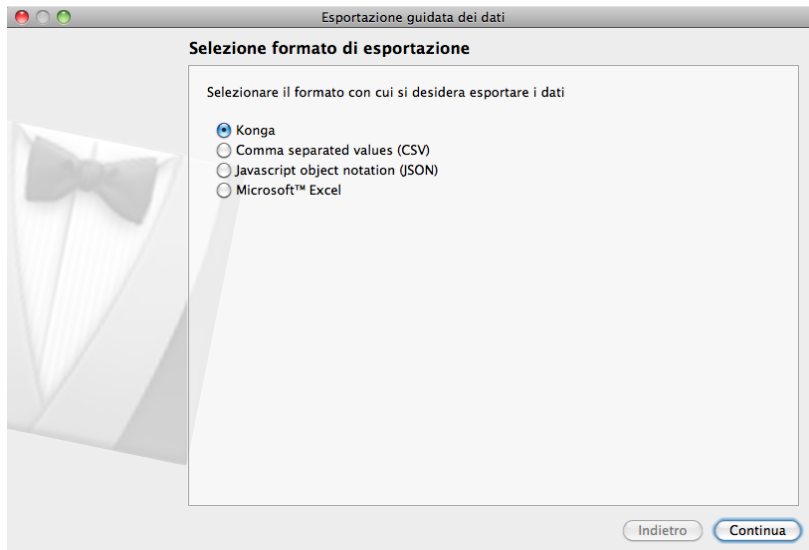 Esportazione guidata dei dati
Selezione formato di esportazione
Selezionare il formato con cui si desidera esportare i dati
Konga
Comma separated values (CSV)
Javascript object notation (JSON)
Microsoft™ Excel
Indietro
Continua